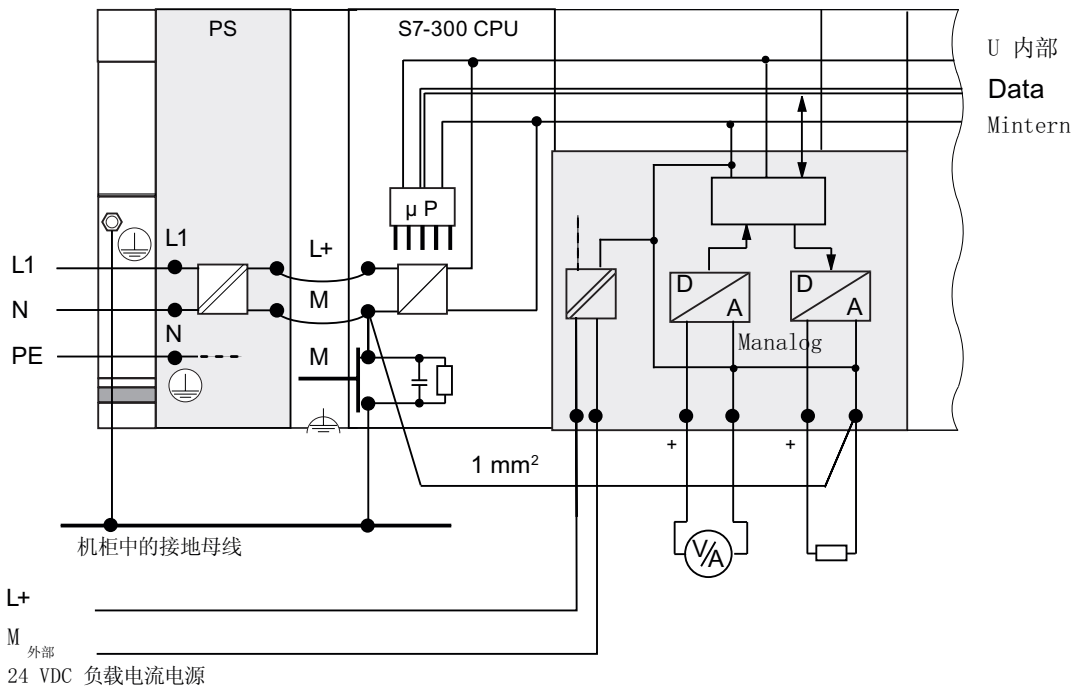 PS
S7-300 CPU
U 内部
Data
Mintern
μ P
L1
L+
L1
D
D
N
M
A
A
N
Manalog
PE
M
+
+
1 mm²
机柜中的接地母线
V/A
L+
M 外部
24 VDC 负载电流电源